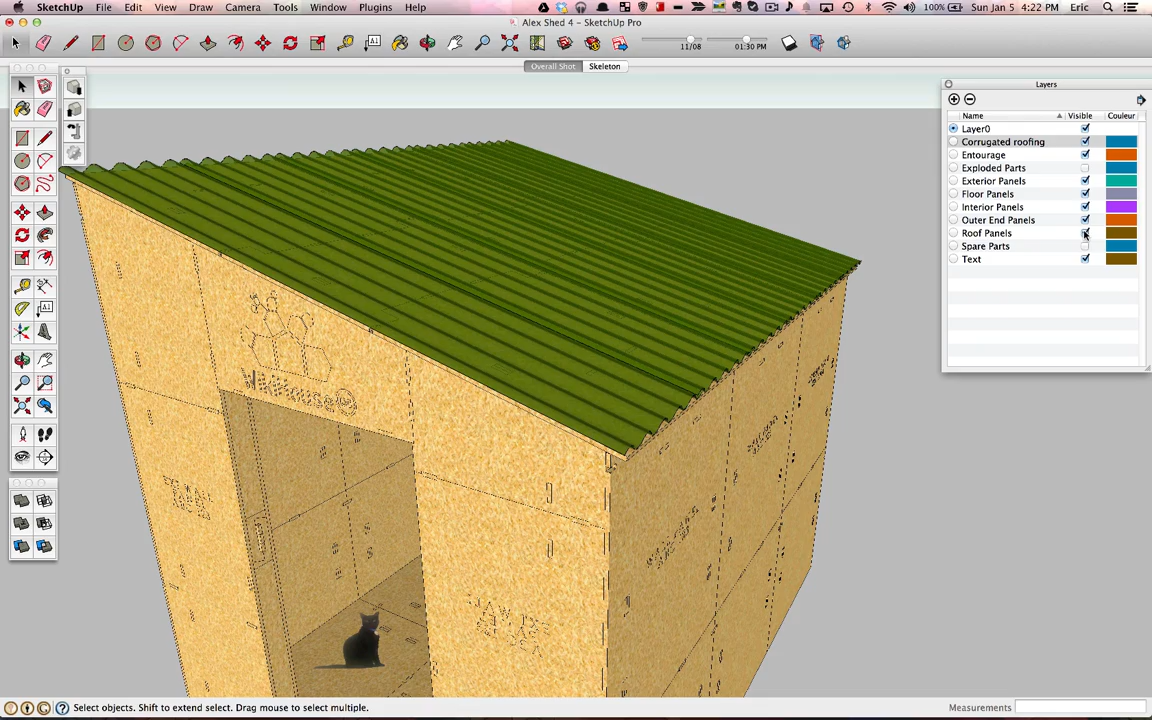 SketchUp File Edit View Draw Camera Tools Window Plugins Help
100% Sun Jan 5 4:22 PM Eric
Alex Shed 4 – SketchUp Pro
11/08 01:30 PM
Overall Shot Skeleton
Layers
Name Visible Couleur
Layer0
Corrugated roofing
Entourage
Exploded Parts
Exterior Panels
Floor Panels
Interior Panels
Outer End Panels
Roof Panels
Spare Parts
Text
WikiHouse
Select objects. Shift to extend select. Drag mouse to select multiple.
Measurements